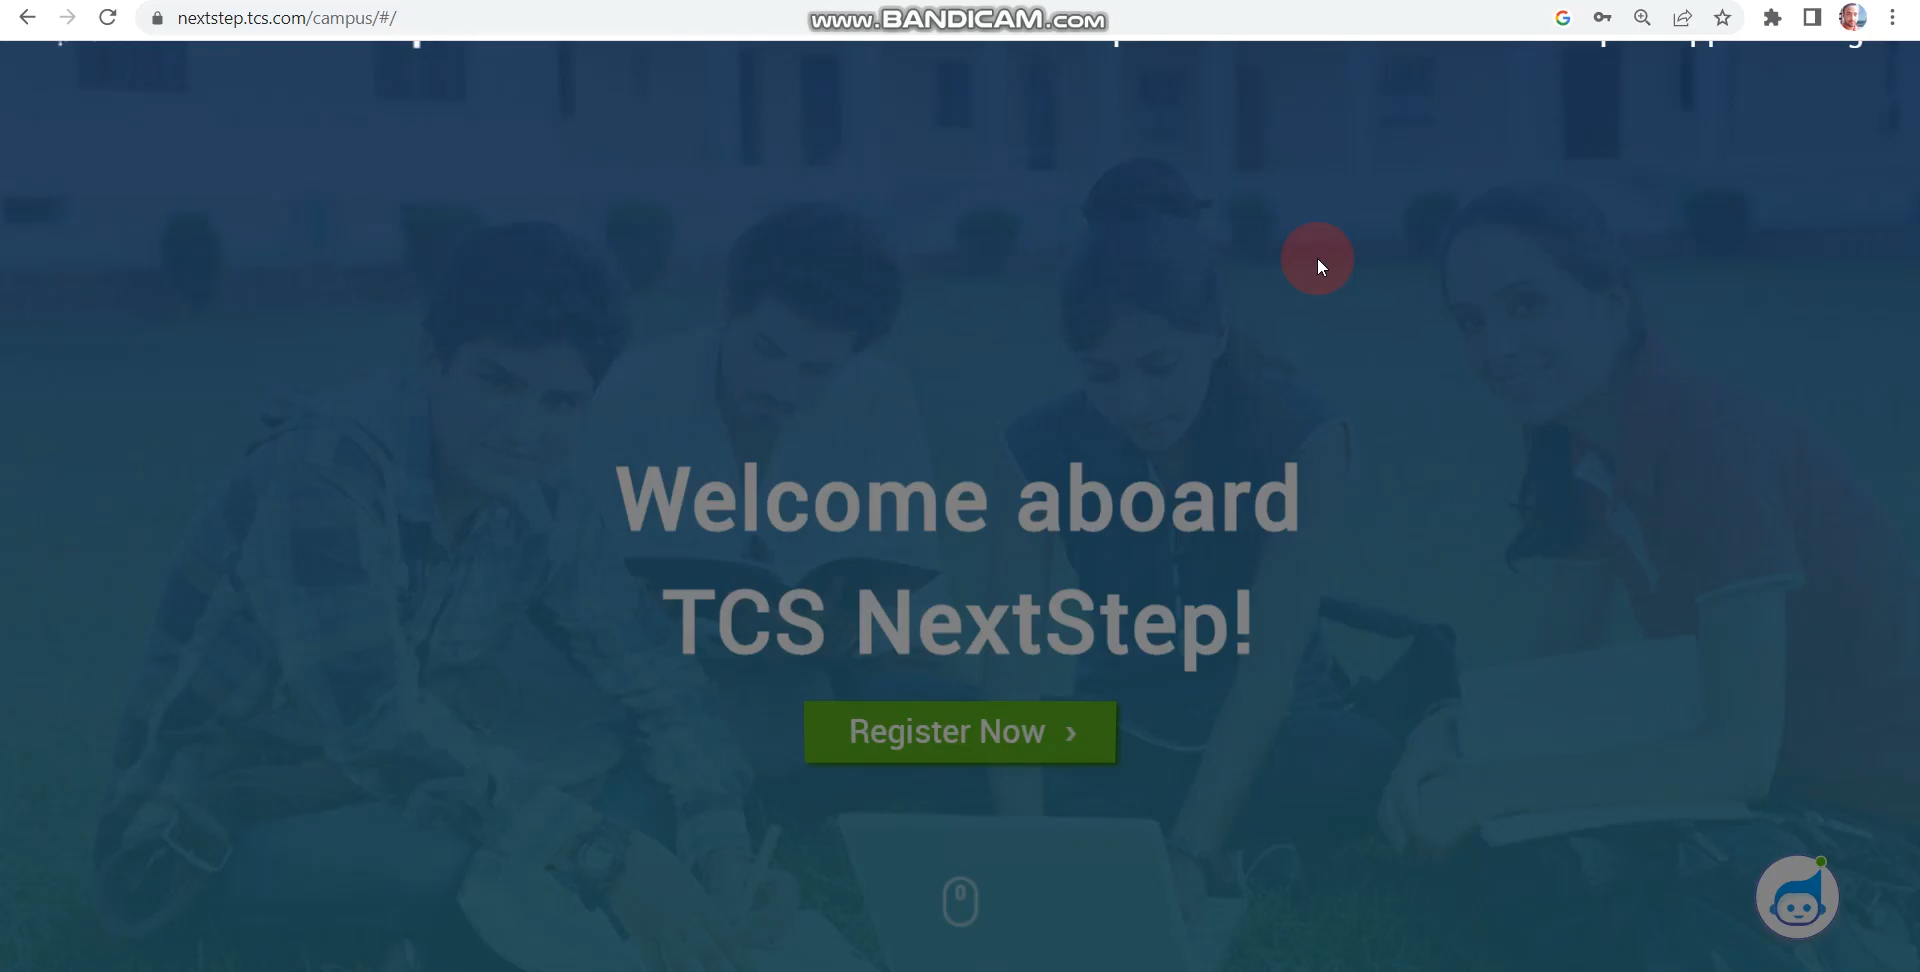 nextstep.tcs.com/campus/#/
www.BANDICAM.com
Welcome aboard
TCS NextStep!
Register Now ›